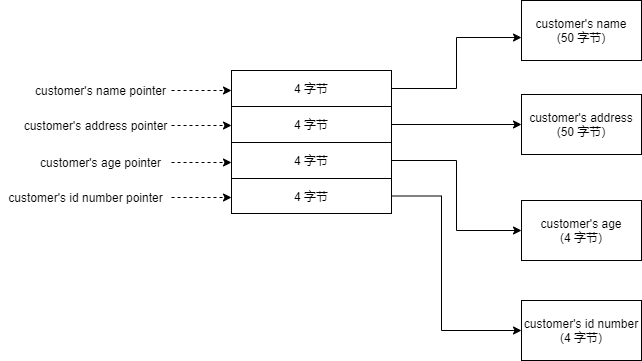 customer's name
(50 字节)
customer's name pointer
4 字节
customer's address
(50 字节)
customer's address pointer
4 字节
customer's age pointer
4 字节
customer's id number pointer
4 字节
customer's age
(4 字节)
customer's id number
(4 字节)